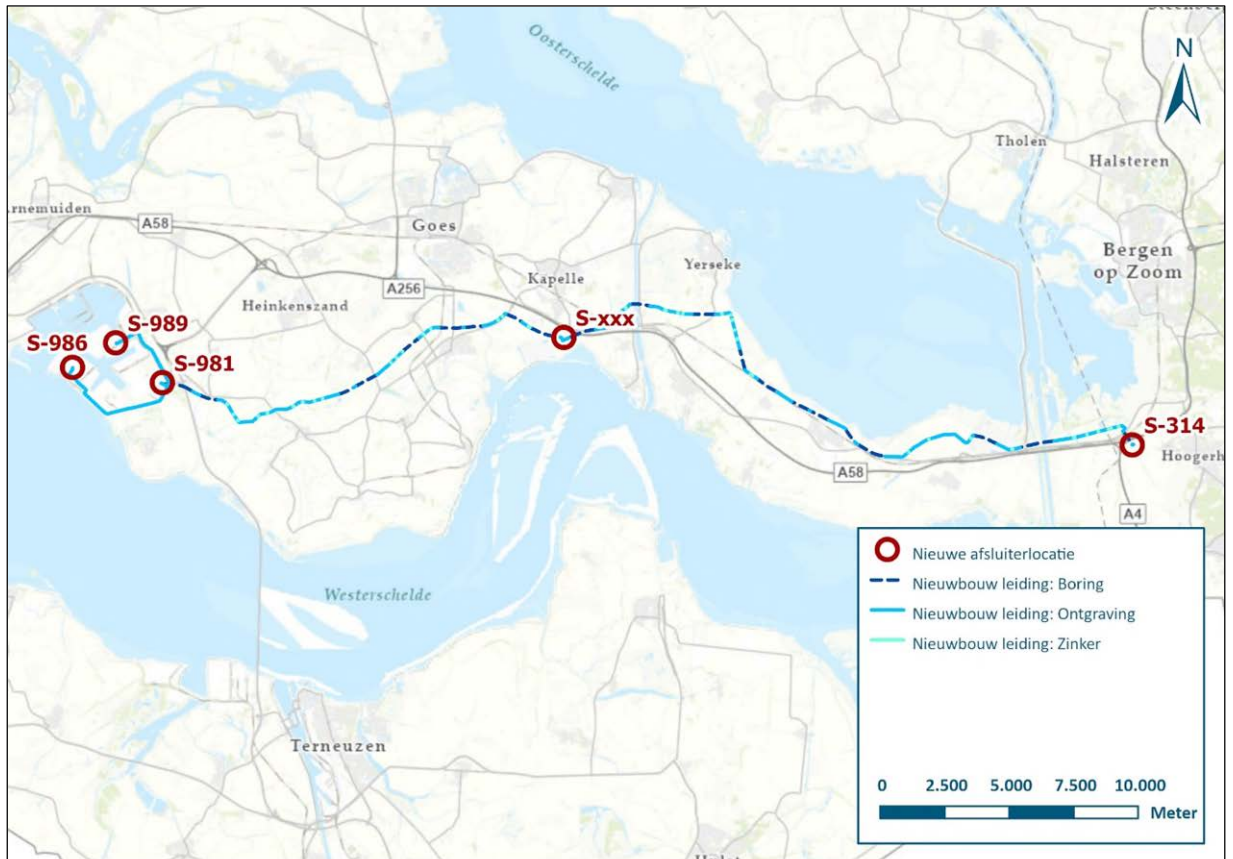 Steenber
Oosterschelde
N
Tholen
Halsteren
rnemuiden
A58
Goes
Bergen
op Zoom
Yerseke
Kapelle
A256
Heinkenszand
S-xxx
S-989
S-986
S-981
S-314
Hoogerh
A58
A4
Westerschelde
Terneuzen
Nieuwe afsluiterlocatie
Nieuwbouw leiding: Boring
Nieuwbouw leiding: Ontgraving
Nieuwbouw leiding: Zinker
0 2.500 5.000 7.500 10.000
Meter